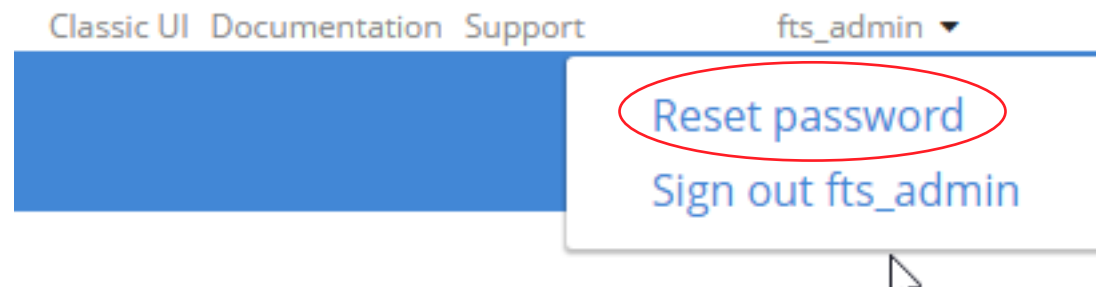 Classic UI Documentation Support fts_admin
Reset password
Sign out fts_admin